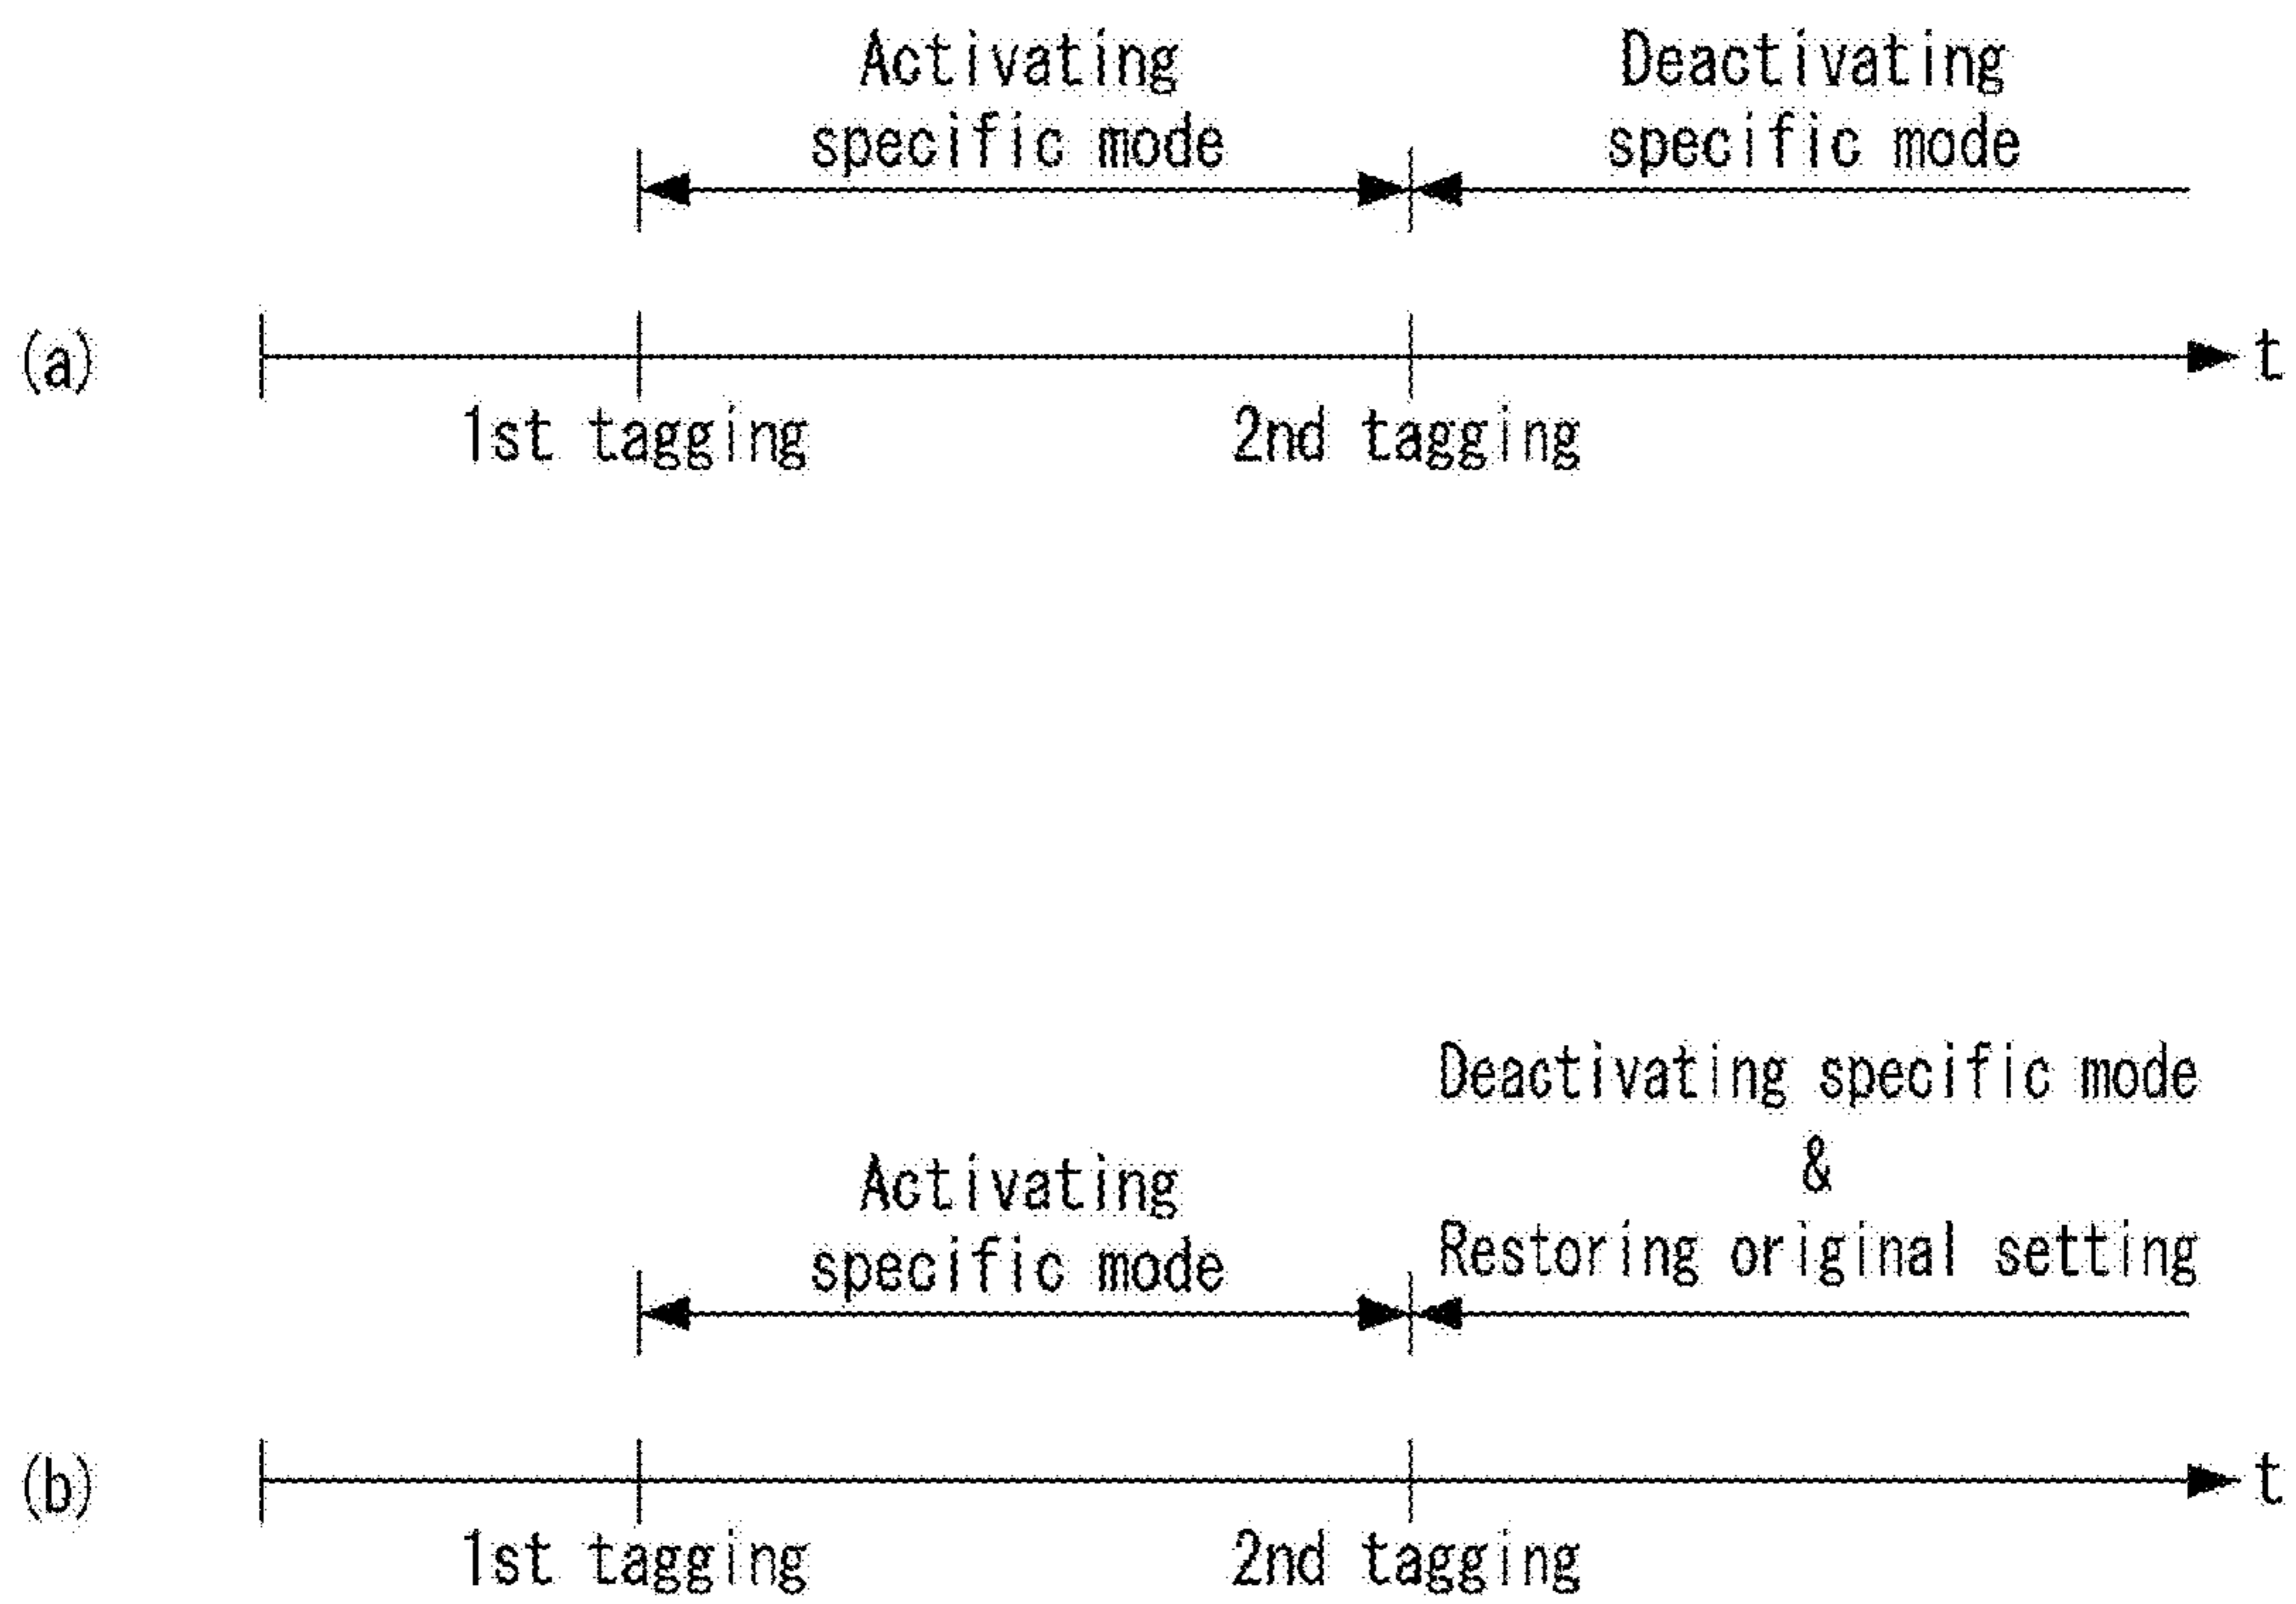 Activating
specific mode
Deactivating
specific mode
(a)
t
1st tagging
2nd tagging
Deactivating specific mode
&
Restoring original setting
Activating
specific mode
(b)
t
1st tagging
2nd tagging